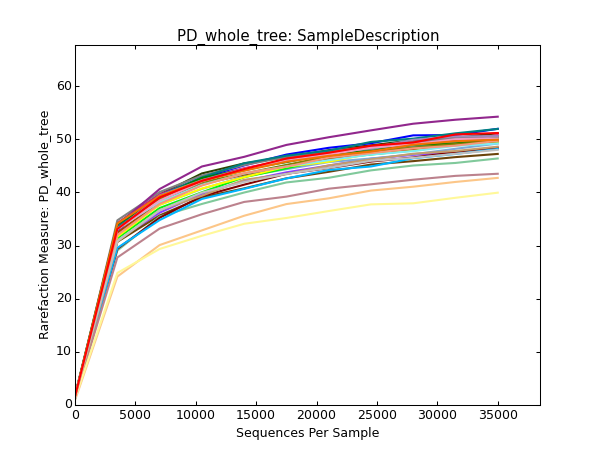 PD_whole_tree: SampleDescription
Rarefaction Measure: PD_whole_tree
60
50
40
30
20
10
0
0 5000 10000 15000 20000 25000 30000 35000
Sequences Per Sample